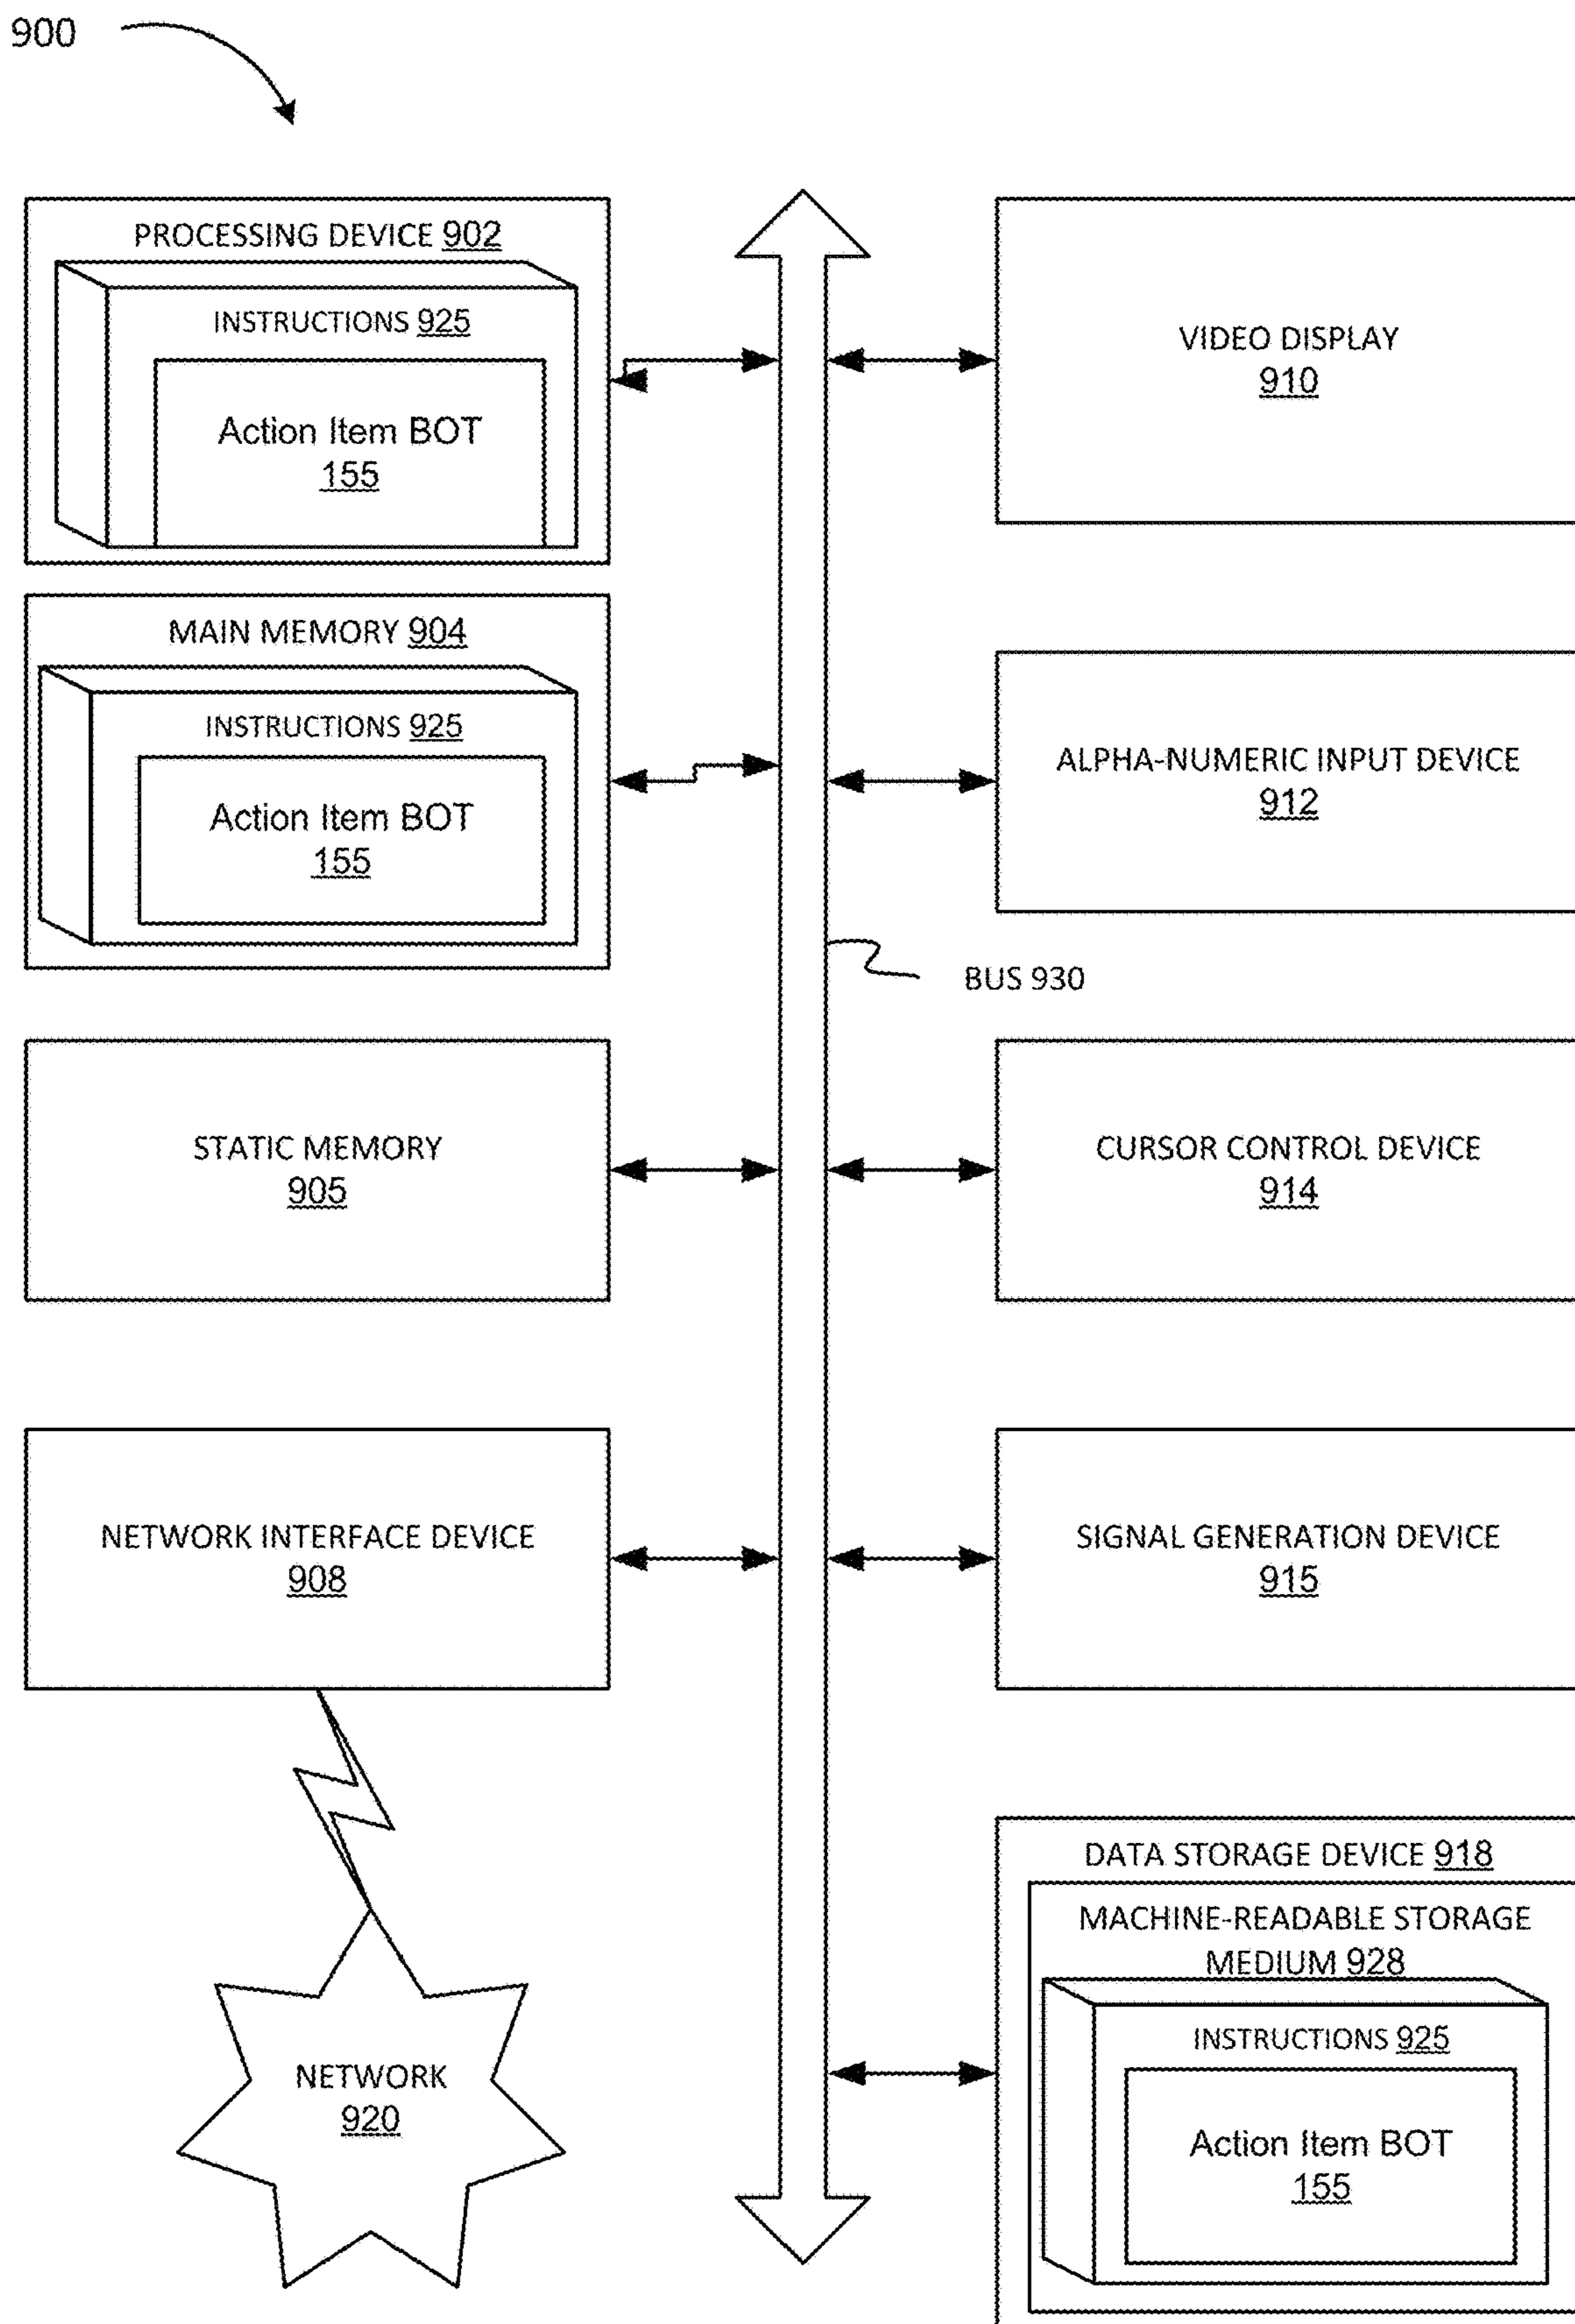 900
PROCESSING DEVICE 902
INSTRUCTIONS 925
Action Item BOT
155
MAIN MEMORY 904
INSTRUCTIONS 925
Action Item BOT
155
STATIC MEMORY
905
NETWORK INTERFACE DEVICE
908
NETWORK
920
VIDEO DISPLAY
910
ALPHA-NUMERIC INPUT DEVICE
912
BUS 930
CURSOR CONTROL DEVICE
914
SIGNAL GENERATION DEVICE
915
DATA STORAGE DEVICE 918
MACHINE-READABLE STORAGE
MEDIUM 928
INSTRUCTIONS 925
Action Item BOT
155